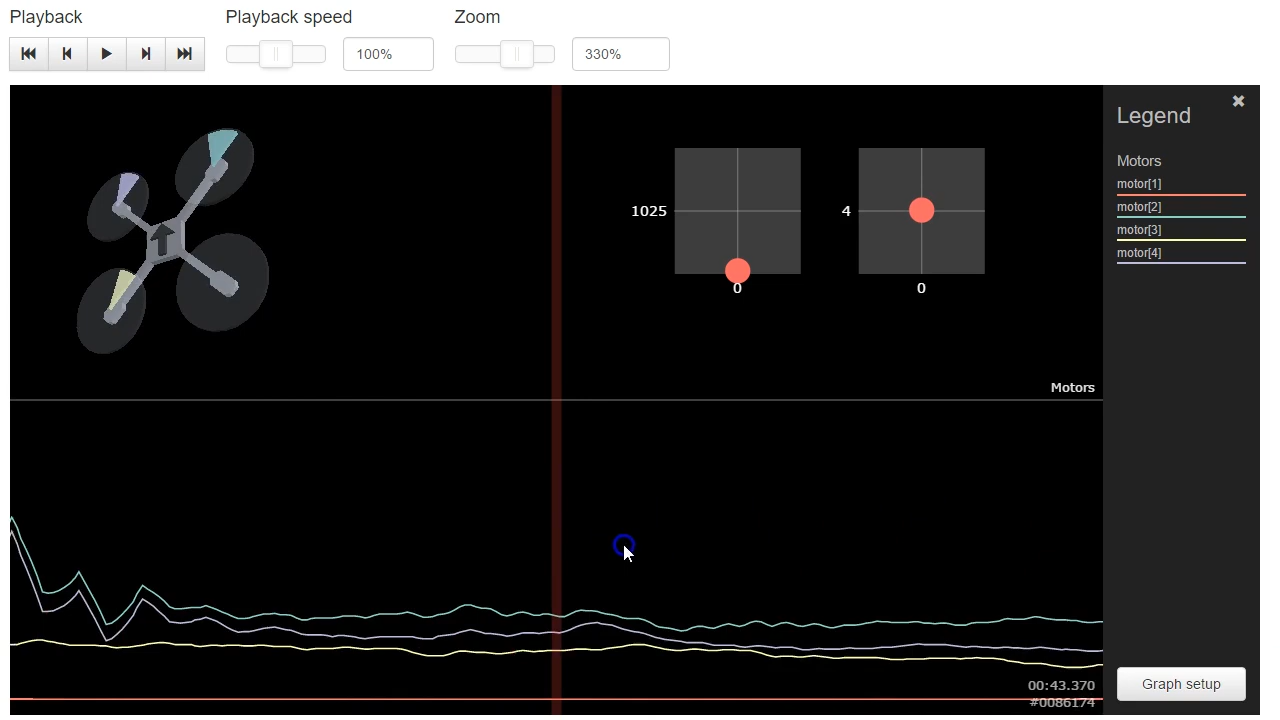 Playback
Playback speed
Zoom
100%
330%
Legend
Motors
motor[1]
motor[2]
motor[3]
motor[4]
1025
0
4
0
Motors
00:43.370
#0086174
Graph setup